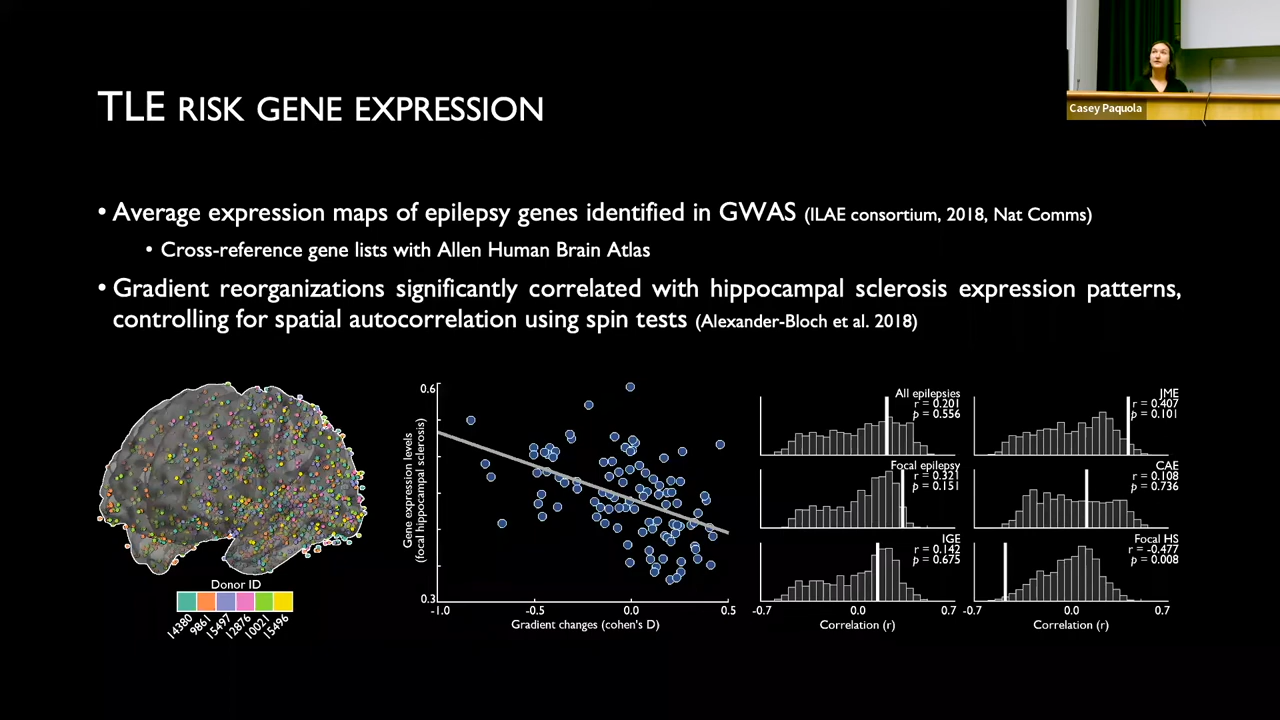 Casey Paquola
TLE RISK GENE EXPRESSION
• Average expression maps of epilepsy genes identified in GWAS (ILAE consortium, 2018, Nat Comms)
• Cross-reference gene lists with Allen Human Brain Atlas
• Gradient reorganizations significantly correlated with hippocampal sclerosis expression patterns,
controlling for spatial autocorrelation using spin tests (Alexander-Bloch et al. 2018)
Donor ID
14380 9861 15497 12876 10021 15496
Gene expression levels
(focal hippocampal sclerosis)
0.6
0.3
-1.0 -0.5 0.0 0.5
Gradient changes (cohen's D)
All epilepsies
r = 0.201
p = 0.556
JME
r = 0.407
p = 0.101
Focal epilepsy
r = 0.321
p = 0.151
CAE
r = 0.108
p = 0.736
IGE
r = 0.142
p = 0.675
Focal HS
r = -0.477
p = 0.008
-0.7 0.0 0.7
Correlation (r)
-0.7 0.0 0.7
Correlation (r)